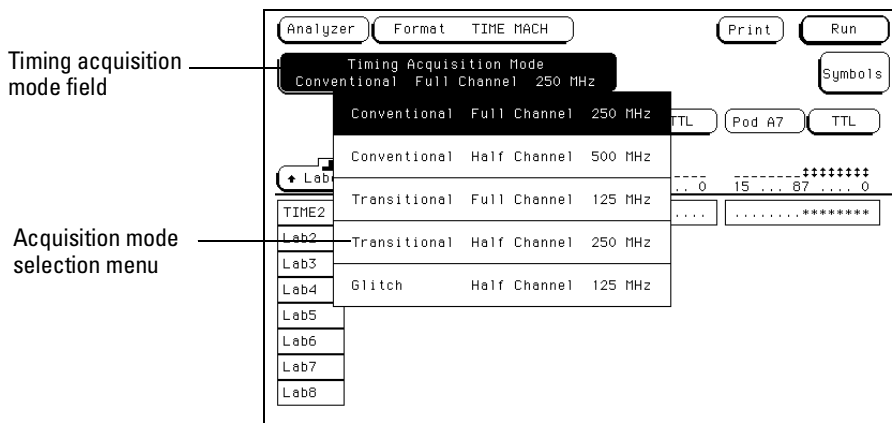 Analyzer Format TIME MACH Print Run
Timing acquisition mode field
Timing Acquisition Mode
Conventional Full Channel 250 MHz
Symbols
Conventional Full Channel 250 MHz
TTL Pod A7 TTL
Conventional Half Channel 500 MHz
.. 0 15 ... 87 .... 0
Transitional Full Channel 125 MHz
TIME2 .... ........********
Acquisition mode selection menu
Lab2
Transitional Half Channel 250 MHz
Lab3
Lab4
Glitch Half Channel 125 MHz
Lab5
Lab6
Lab7
Lab8